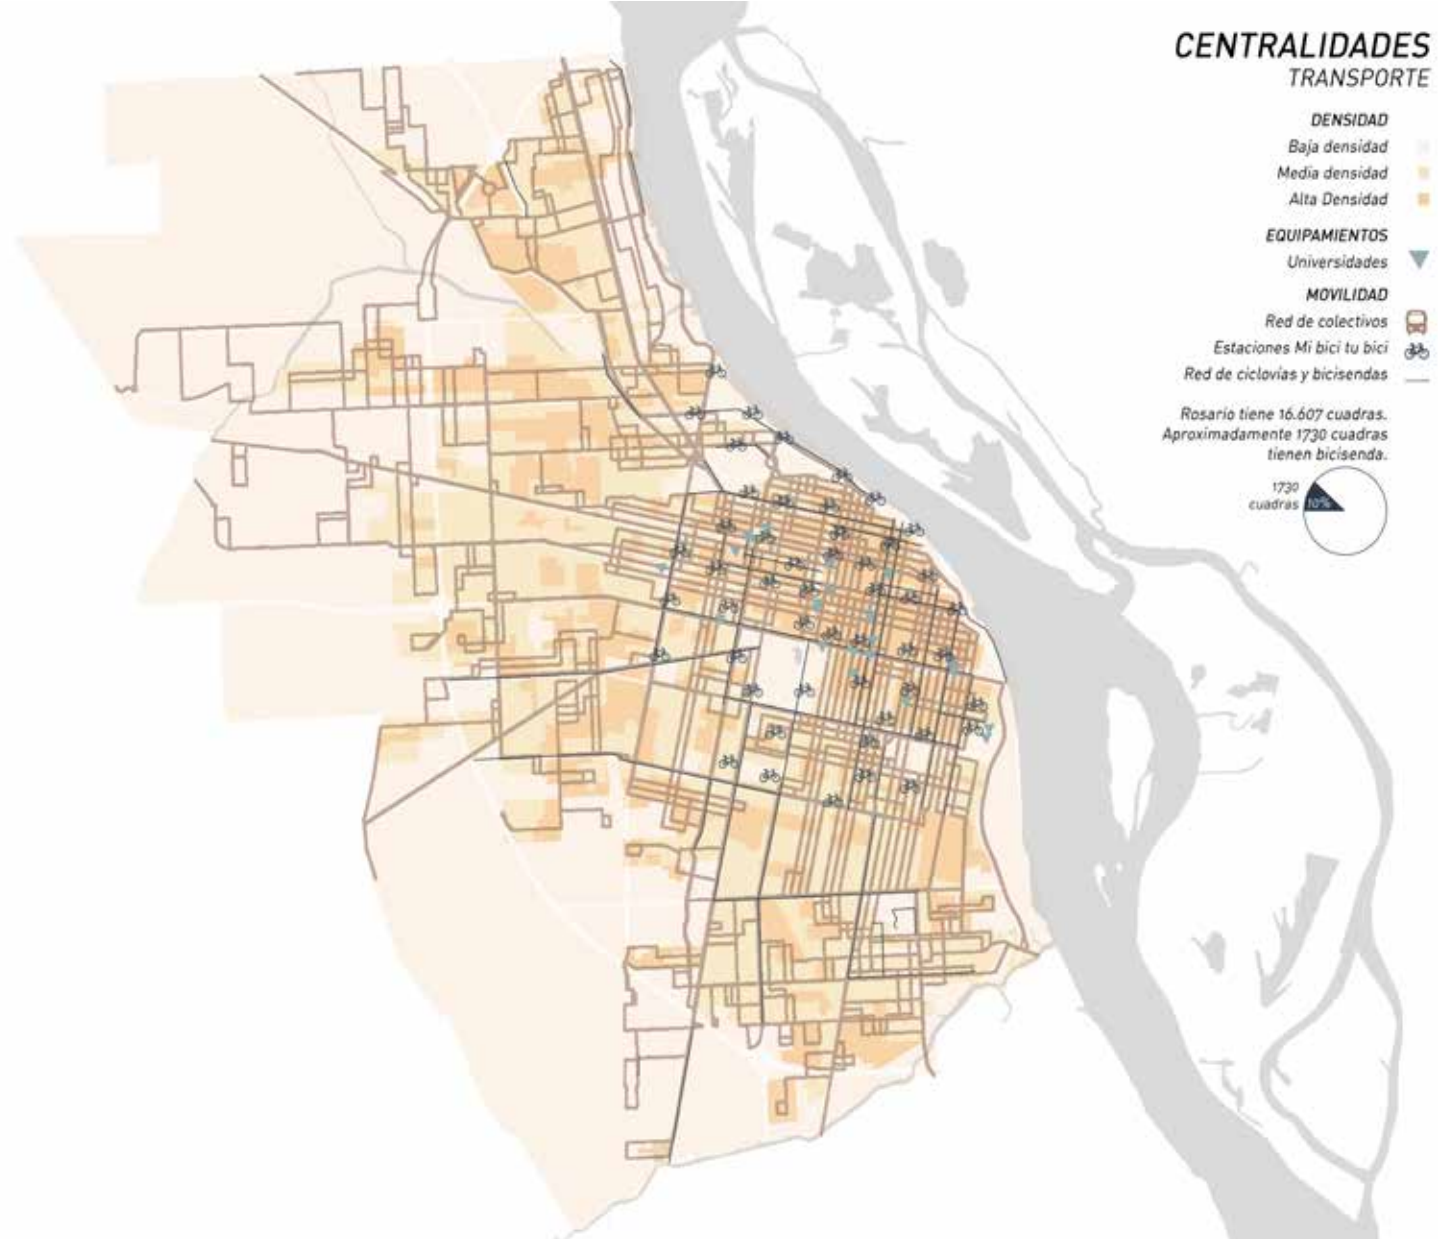 CENTRALIDADES
TRANSPORTE
DENSIDAD
Baja densidad
Media densidad
Alta Densidad
EQUIPAMIENTOS
Universidades
MOVILIDAD
Red de colectivos
Estaciones Mi bici tu bici
Red de ciclovías y bicisendas
Rosario tiene 16.607 cuadras.
Aproximadamente 1730 cuadras
tienen bicisenda.
1730
cuadras
10%